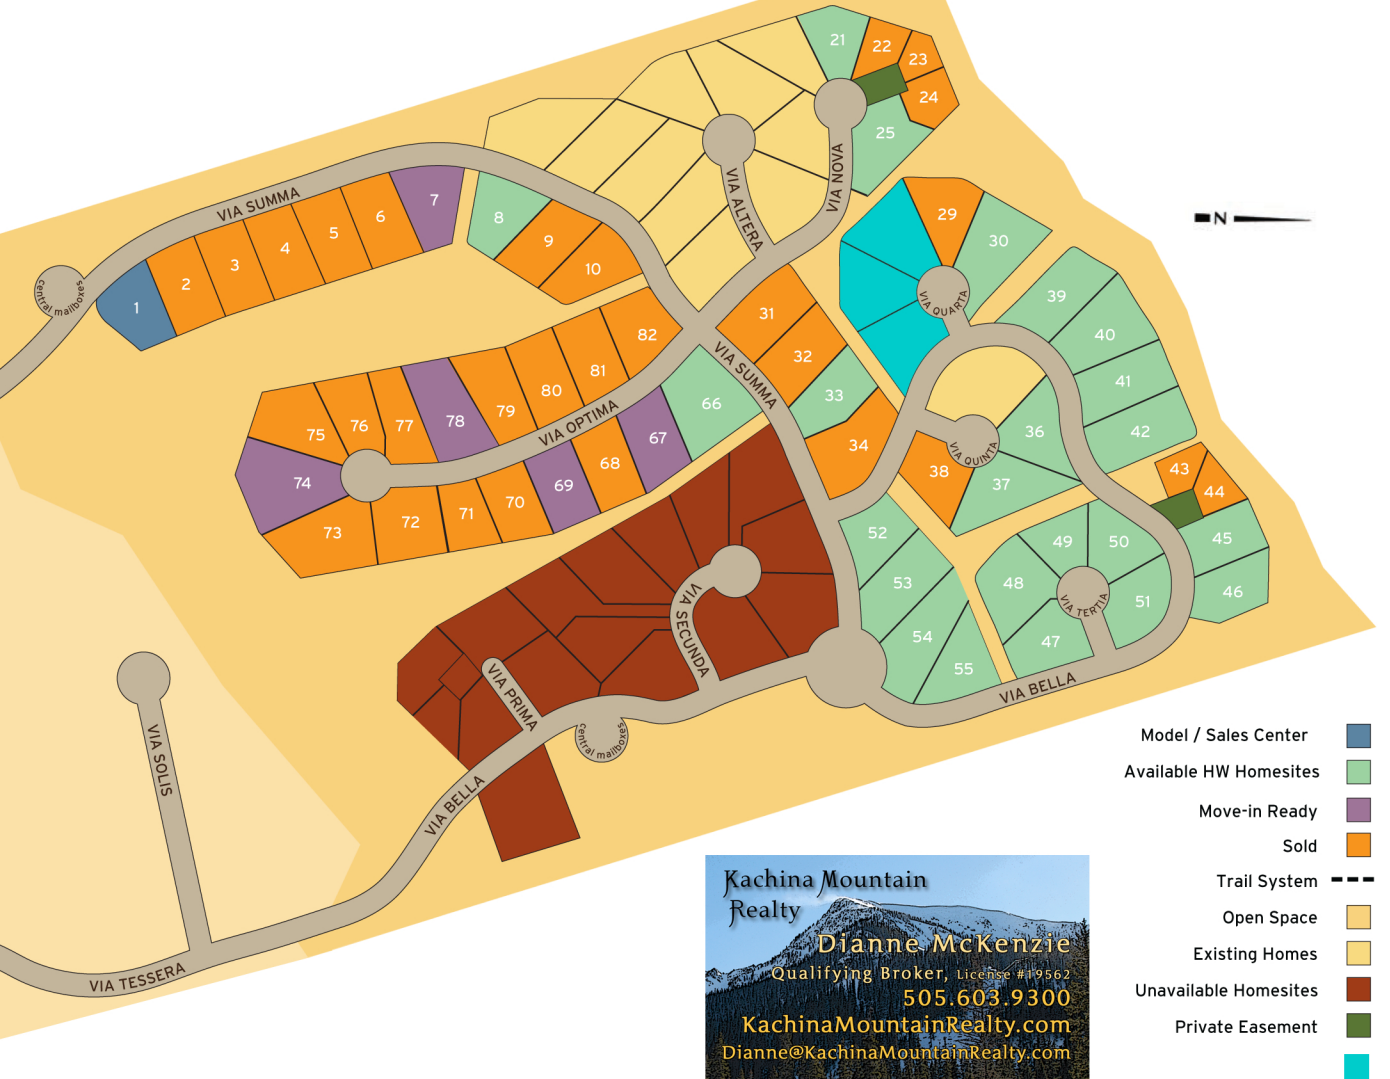 21
22
23
24
25
VIA NOVA
VIA ALTERA
VIA SUMMA
7
6
5
4
3
2
1
central mailboxes
8
9
10
N
29
30
VIA QUARTA
39
40
41
42
31
32
33
34
VIA SUMMA
82
81
80
79
78
77
76
75
74
73
72
71
70
69
68
67
66
VIA OPTIMA
36
37
38
VIA QUINTA
43
44
45
46
52
53
54
55
49
50
48
47
51
VIA TERTIA
VIA BELLA
VIA SECUNDA
VIA PRIMA
central mailboxes
VIA BELLA
VIA SOLIS
VIA TESSERA
Model / Sales Center
Available HW Homesites
Move-in Ready
Sold
Trail System
Open Space
Existing Homes
Unavailable Homesites
Private Easement
Kachina Mountain
Realty
Dianne McKenzie
Qualifying Broker, License #19562
505.603.9300
KachinaMountainRealty.com
Dianne@KachinaMountainRealty.com